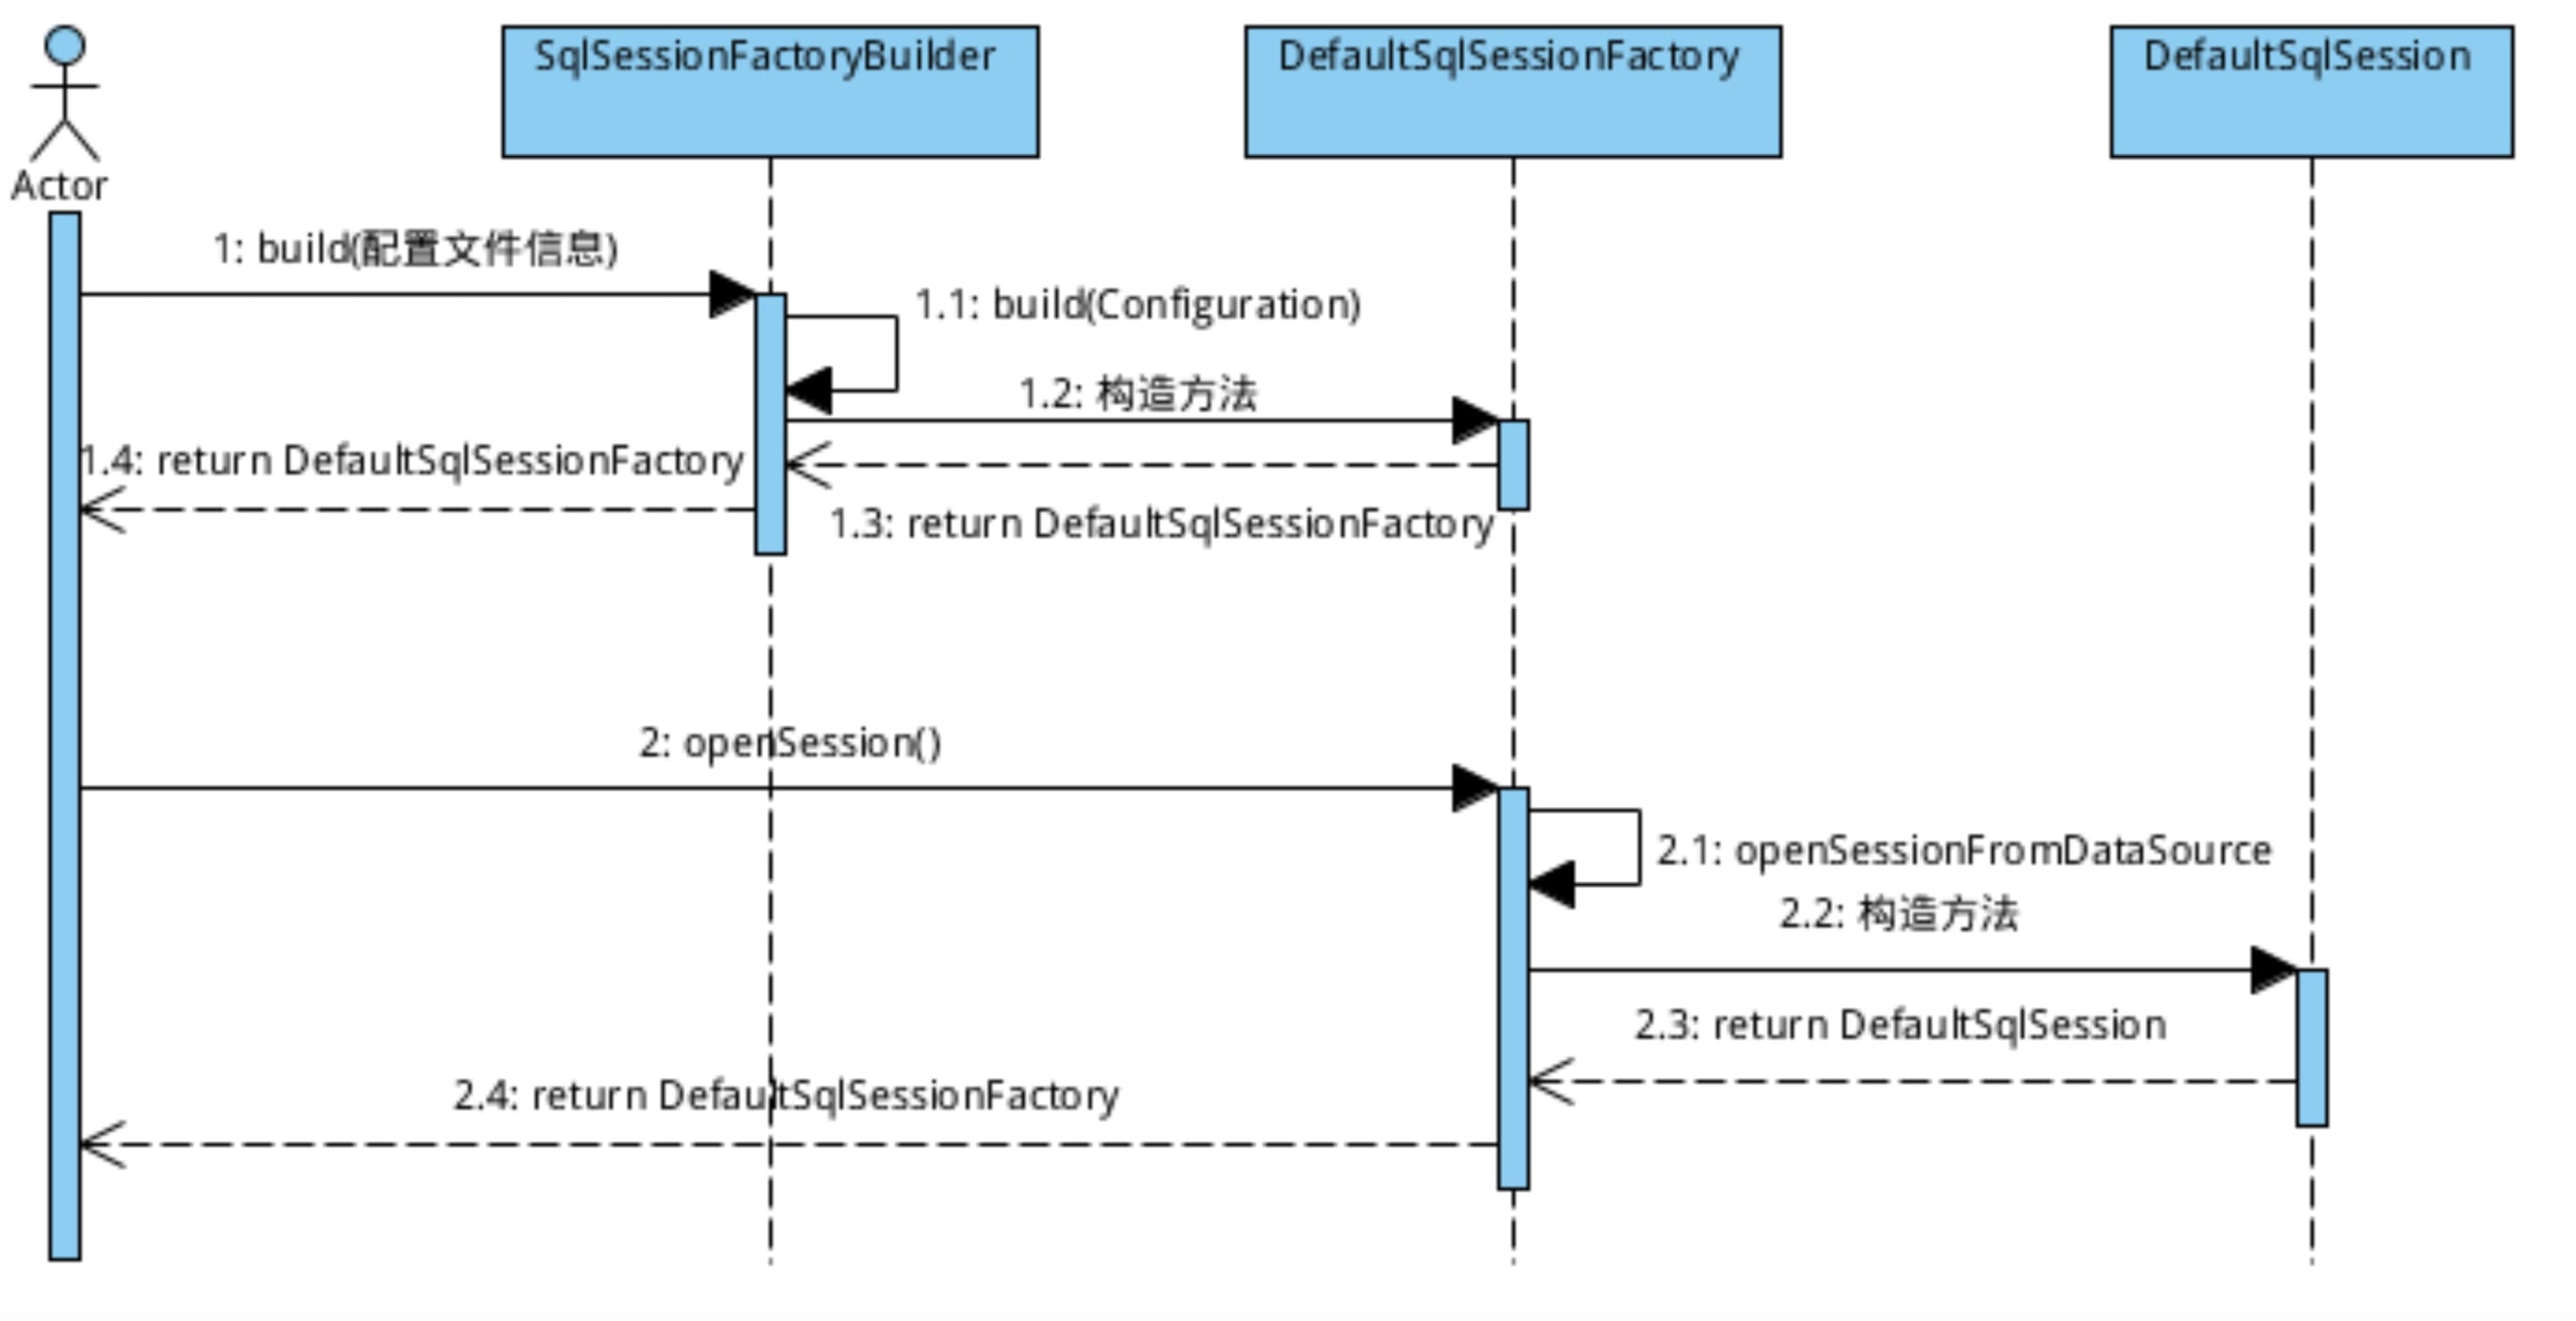 SqlSessionFactoryBuilder
DefaultSqlSessionFactory
DefaultSqlSession
Actor
1: build(配置文件信息)
1.1: build(Configuration)
1.2: 构造方法
1.4: return DefaultSqlSessionFactory
1.3: return DefaultSqlSessionFactory
2: openSession()
2.1: openSessionFromDataSource
2.2: 构造方法
2.3: return DefaultSqlSession
2.4: return DefaultSqlSessionFactory